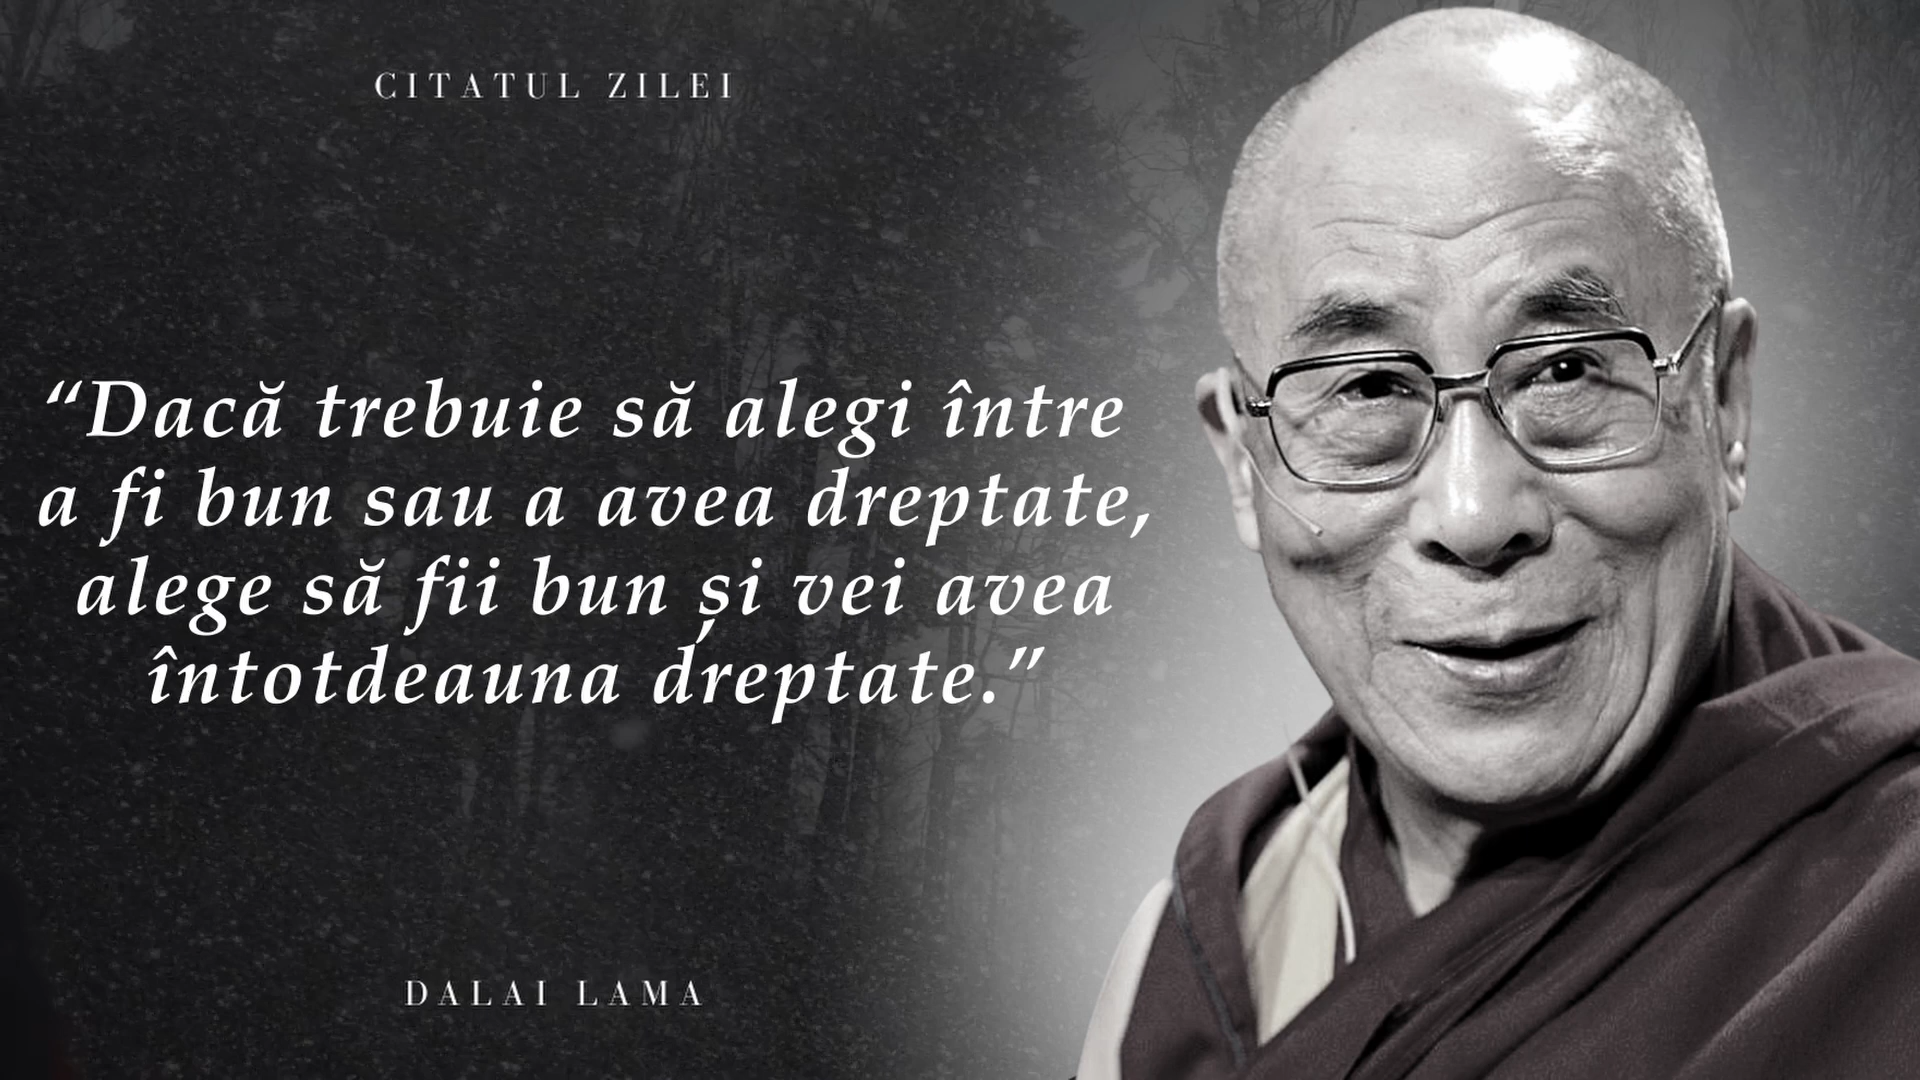 CITATUL ZILEI
“Dacă trebuie să alegi între
a fi bun sau a avea dreptate,
alege să fii bun și vei avea
întotdeauna dreptate.”
DALAI LAMA